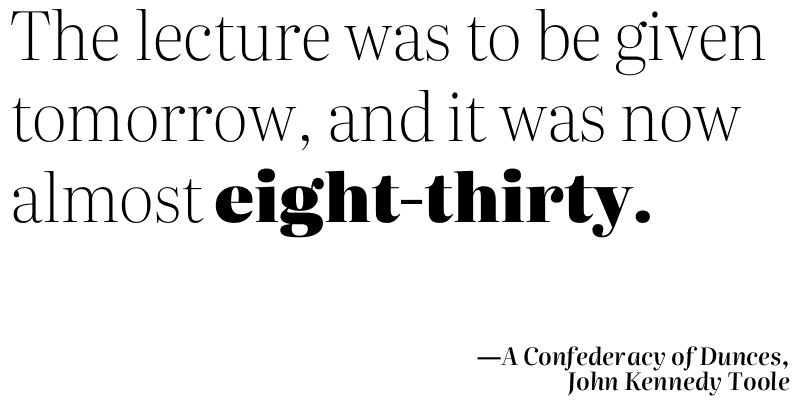 The lecture was to be given
tomorrow, and it was now
almost eight-thirty.
—A Confederacy of Dunces,
John Kennedy Toole